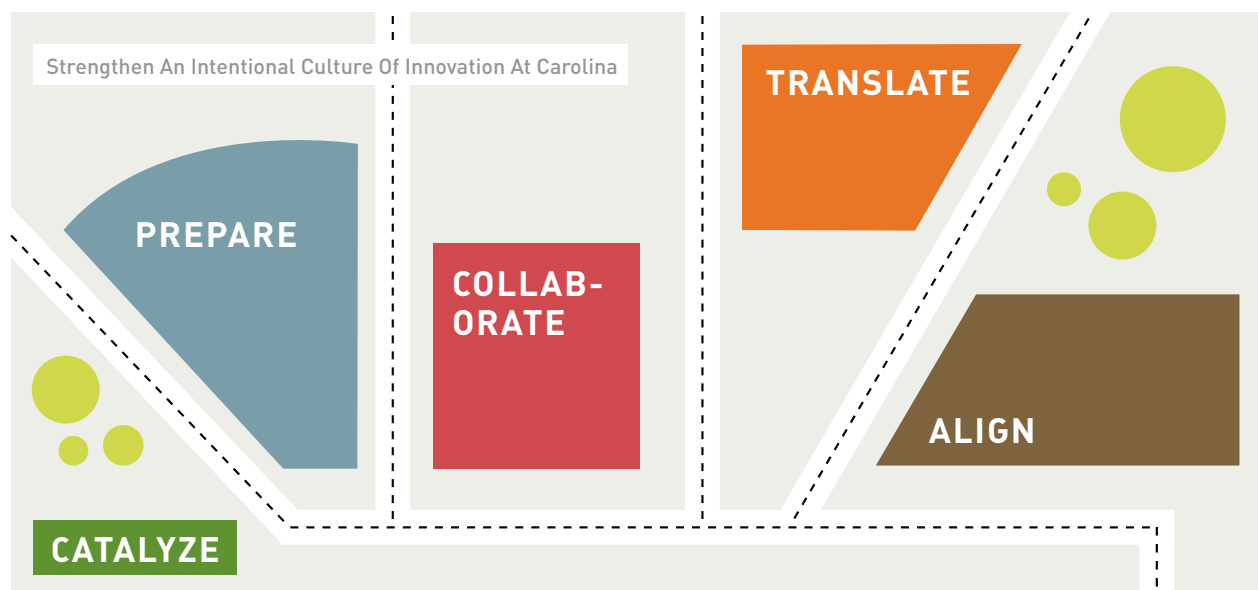 Strengthen An Intentional Culture Of Innovation At Carolina
TRANSLATE
PREPARE
COLLAB-
ORATE
ALIGN
CATALYZE